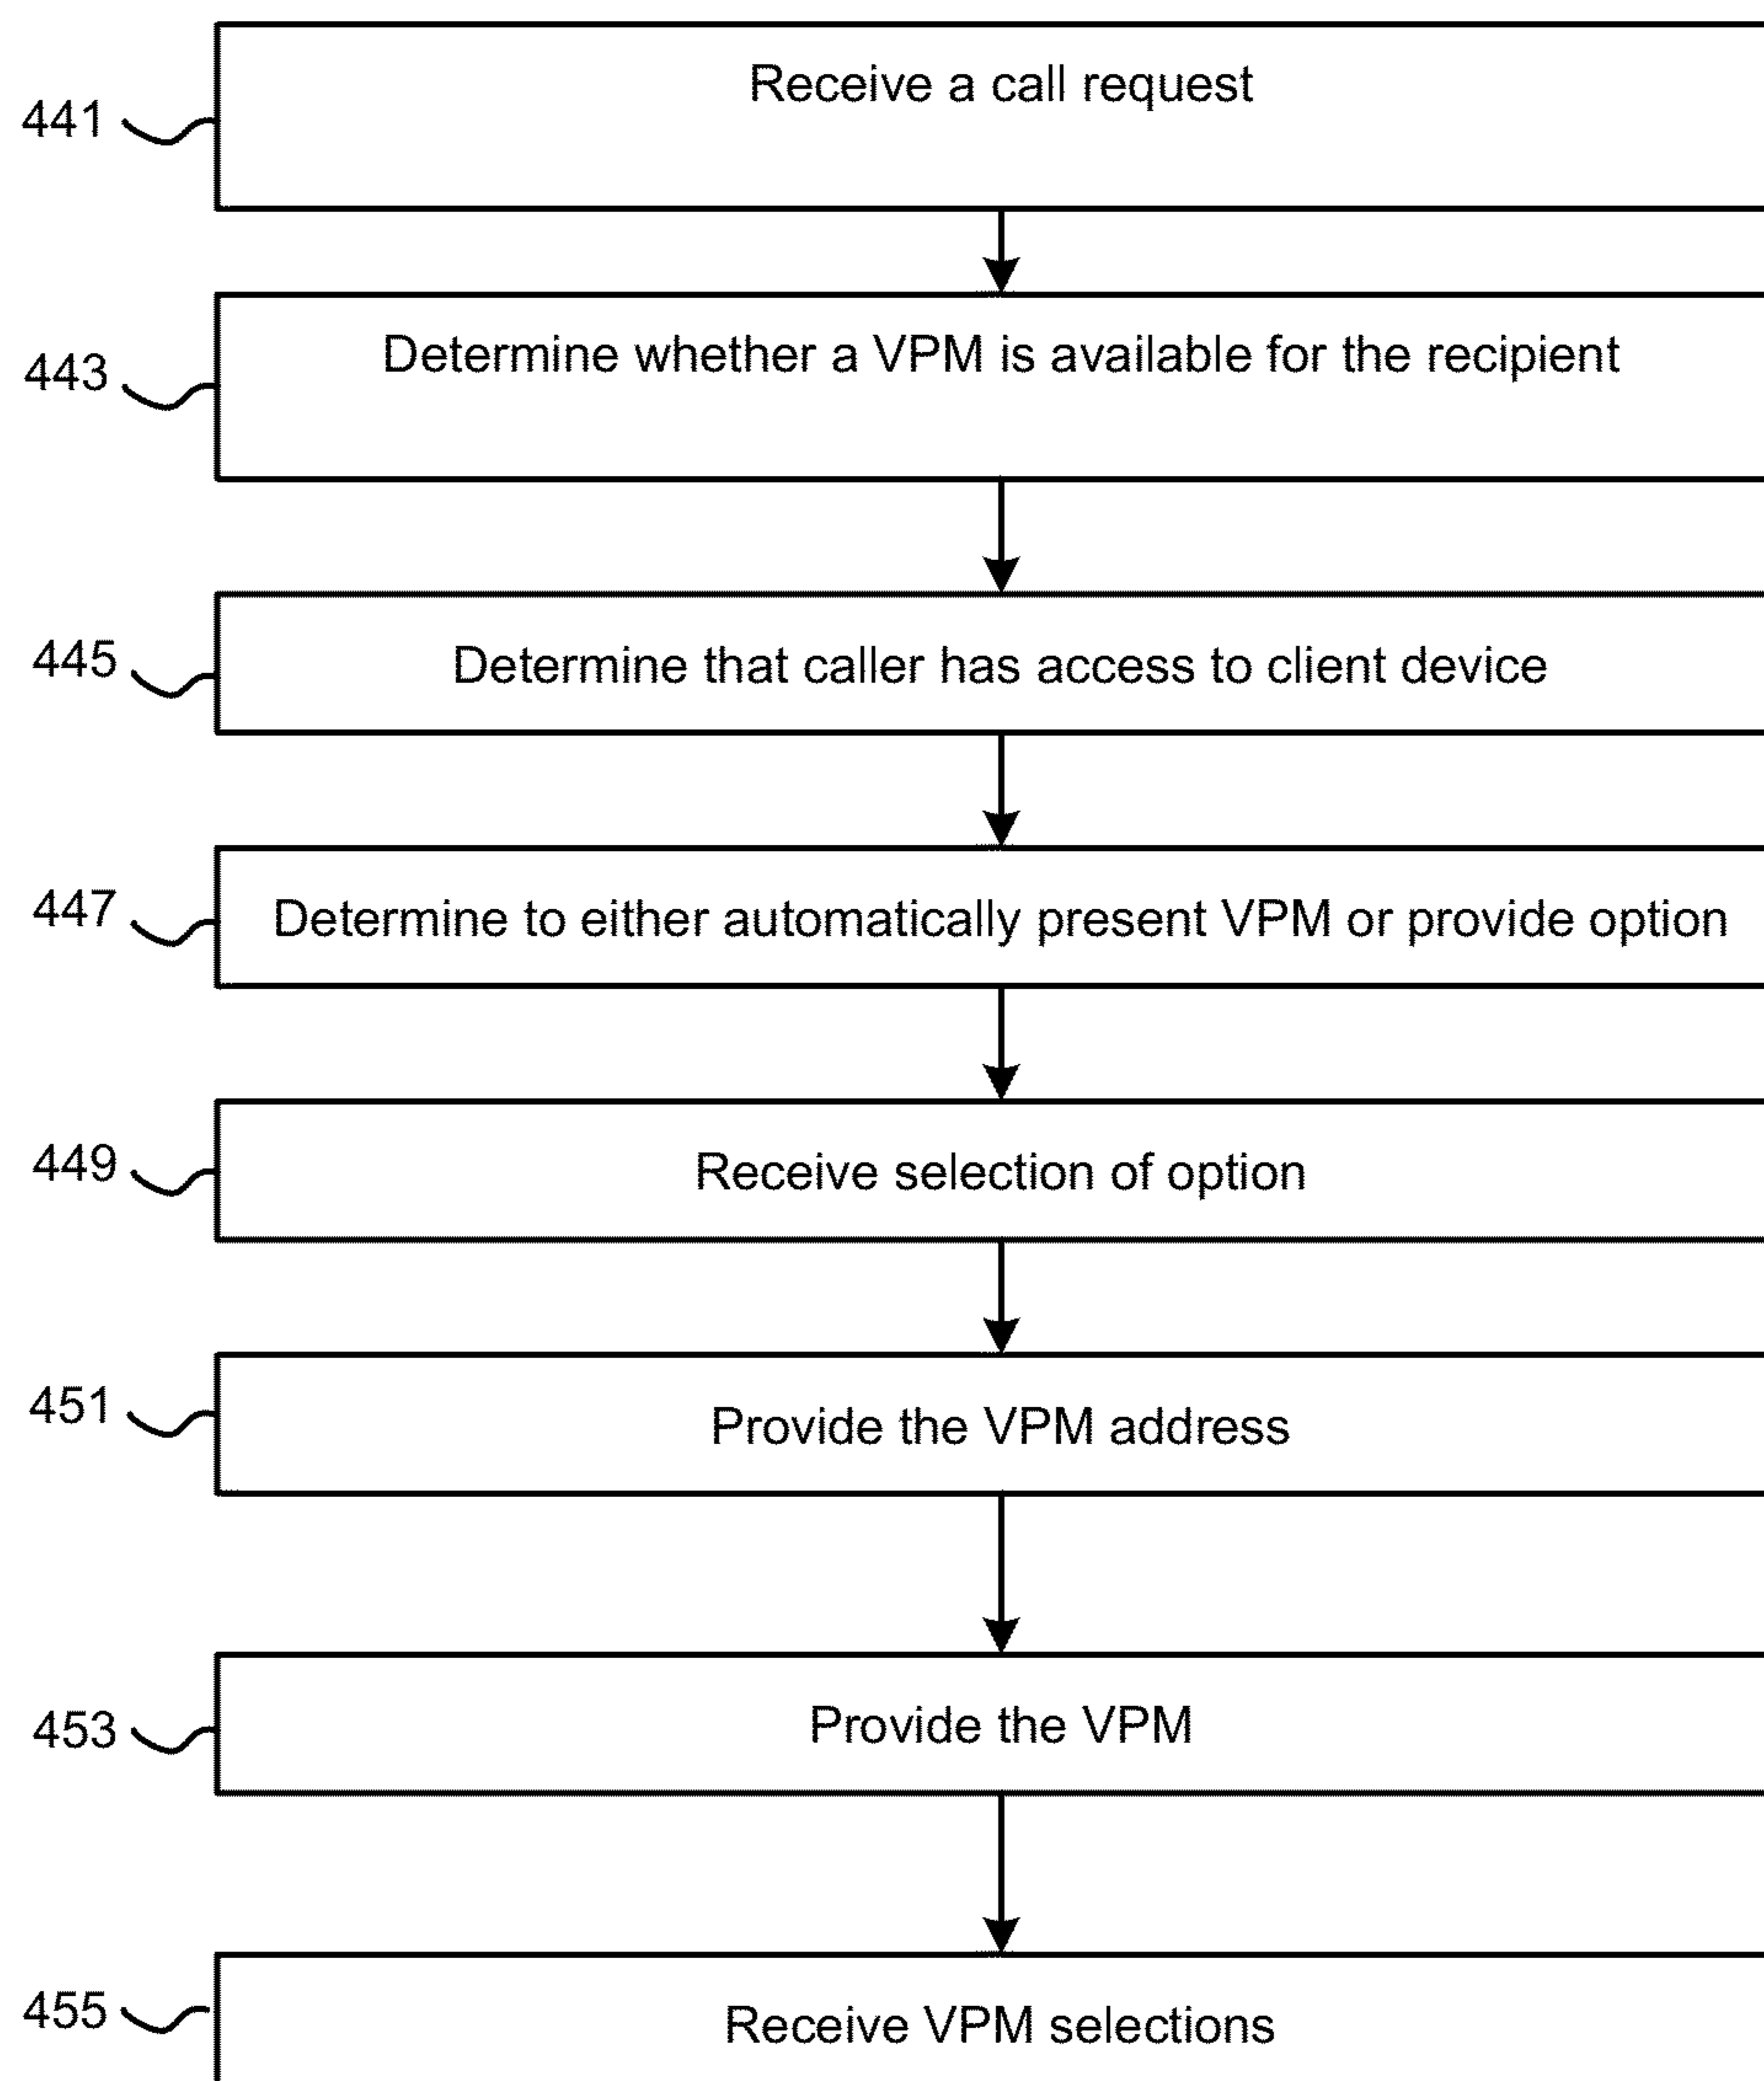 441
Receive a call request
443
Determine whether a VPM is available for the recipient
445
Determine that caller has access to client device
447
Determine to either automatically present VPM or provide option
449
Receive selection of option
451
Provide the VPM address
453
Provide the VPM
455
Receive VPM selections